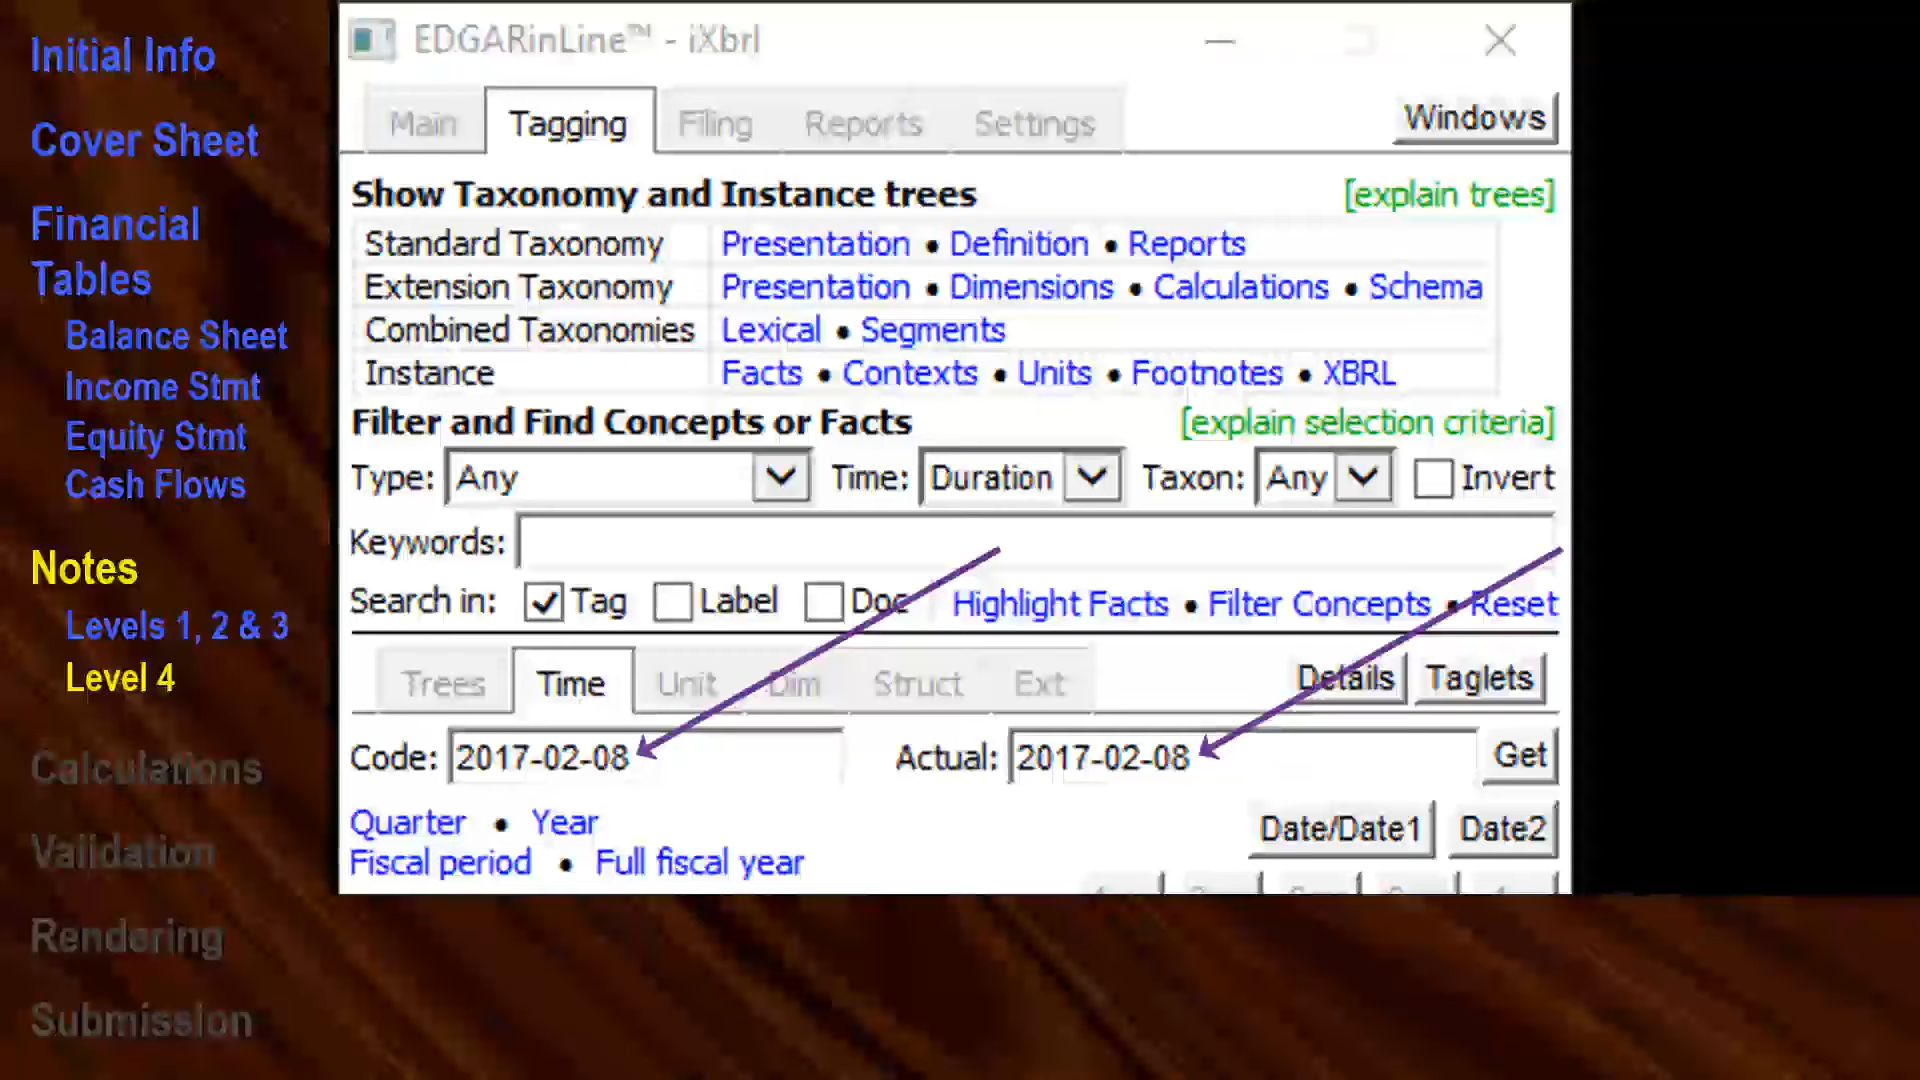 Initial Info
Cover Sheet
Financial
Tables
Balance Sheet
Income Stmt
Equity Stmt
Cash Flows
Notes
Levels 1, 2 & 3
Level 4
Calculations
Validation
Rendering
Submission
EDGARinLine™ - iXbrl
Main Tagging Filing Reports Settings Windows
Show Taxonomy and Instance trees [explain trees]
Standard Taxonomy Presentation • Definition • Reports
Extension Taxonomy Presentation • Dimensions • Calculations • Schema
Combined Taxonomies Lexical • Segments
Instance Facts • Contexts • Units • Footnotes • XBRL
Filter and Find Concepts or Facts [explain selection criteria]
Type: Any Time: Duration Taxon: Any Invert
Keywords:
Search in: Tag Label Doc Highlight Facts • Filter Concepts • Reset
Trees Time Unit Dim Struct Ext Details Taglets
Code: 2017-02-08 Actual: 2017-02-08 Get
Quarter • Year Date/Date1 Date2
Fiscal period • Full fiscal year